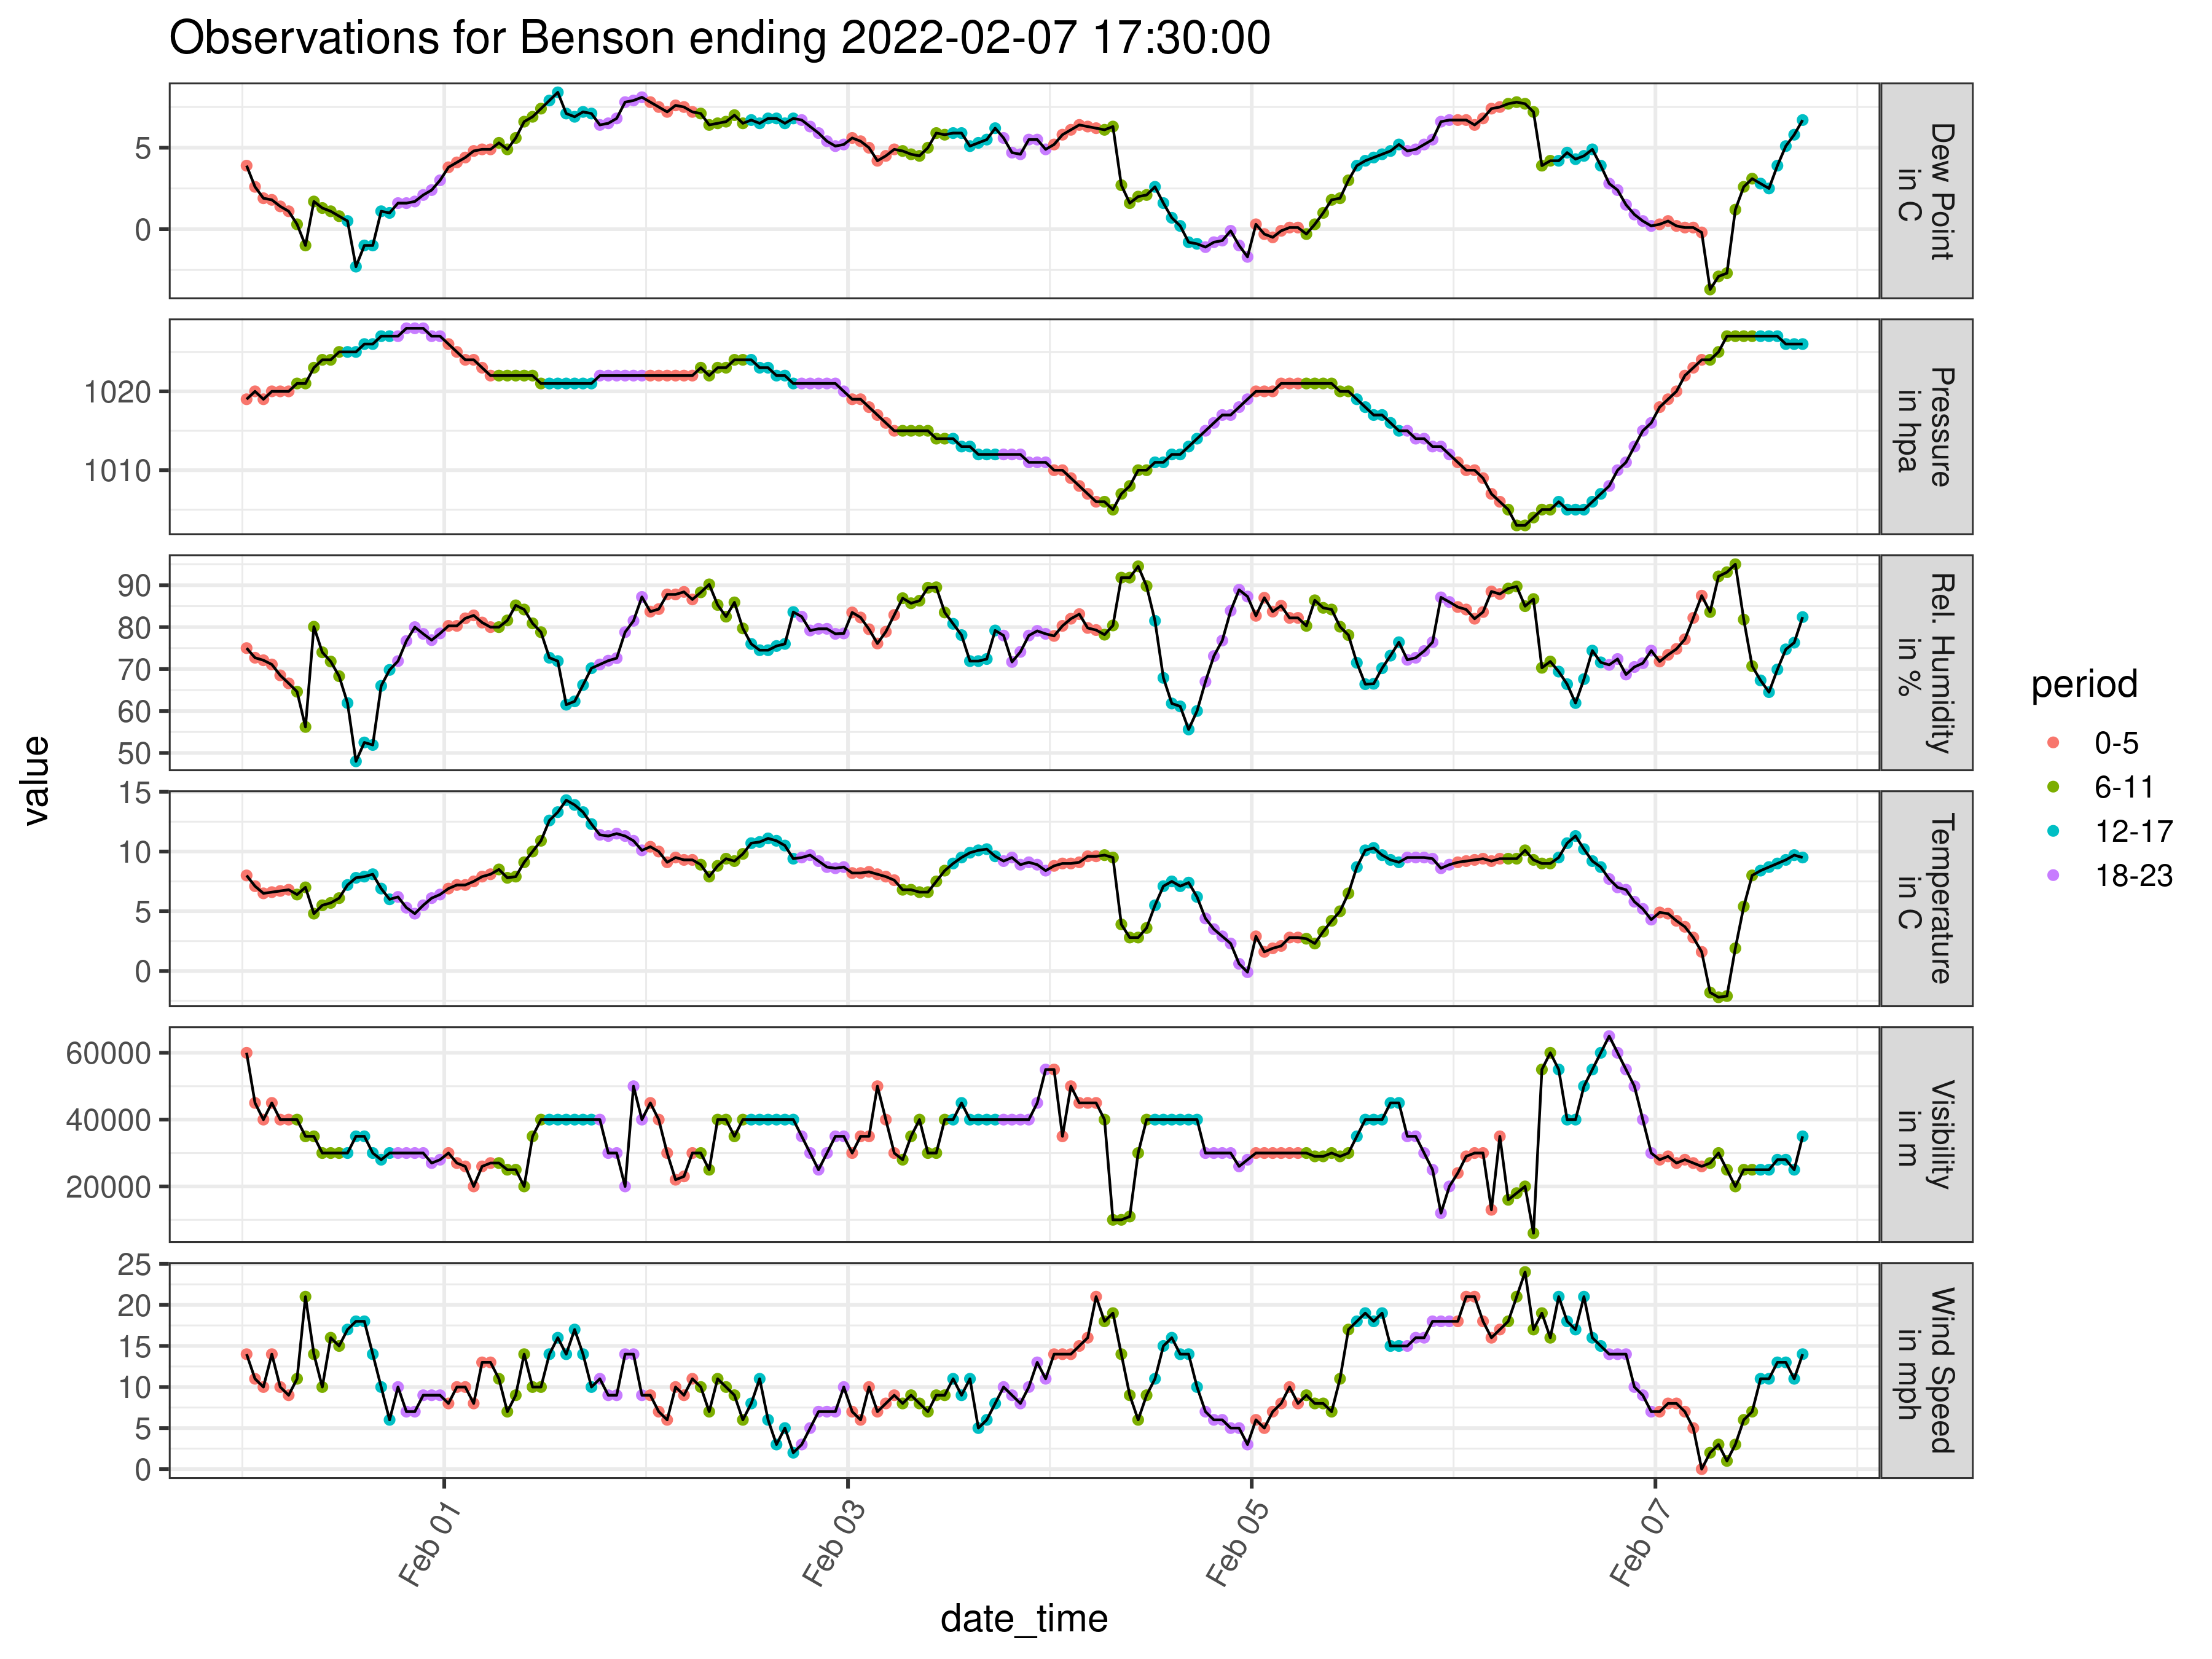 Observations for Benson ending 2022-02-07 17:30:00
value
5
0
Dew Point
in C
1020
1010
Pressure
in hpa
90
80
70
60
50
Rel. Humidity
in %
15
10
5
0
Temperature
in C
60000
40000
20000
Visibility
in m
25
20
15
10
5
0
Wind Speed
in mph
Feb 01
Feb 03
Feb 05
Feb 07
date_time
period
0-5
6-11
12-17
18-23